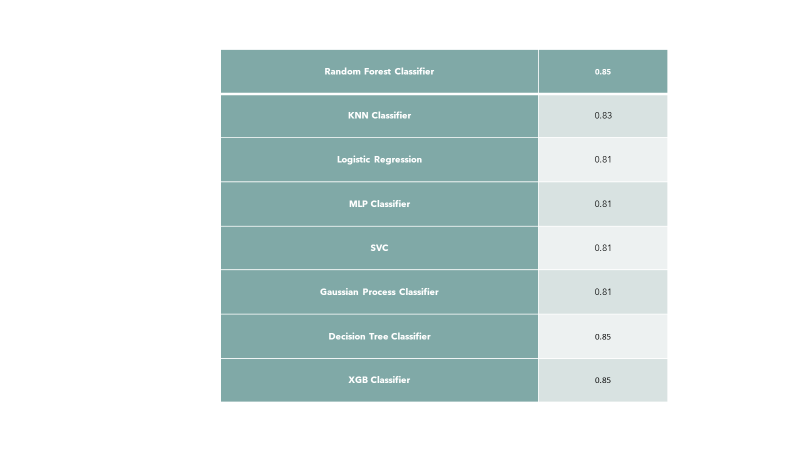 Random Forest Classifier 0.85
KNN Classifier 0.83
Logistic Regression 0.81
MLP Classifier 0.81
SVC 0.81
Gaussian Process Classifier 0.81
Decision Tree Classifier 0.85
XGB Classifier 0.85